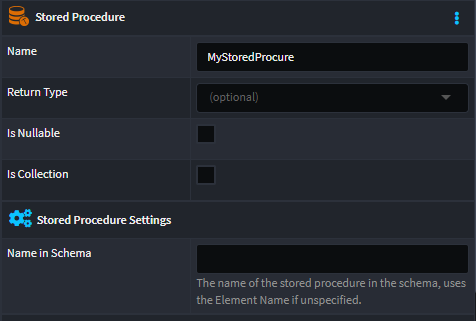 Stored Procedure
Name
MyStoredProcure
Return Type
(optional)
Is Nullable
Is Collection
Stored Procedure Settings
Name in Schema
The name of the stored procedure in the schema, uses
the Element Name if unspecified.